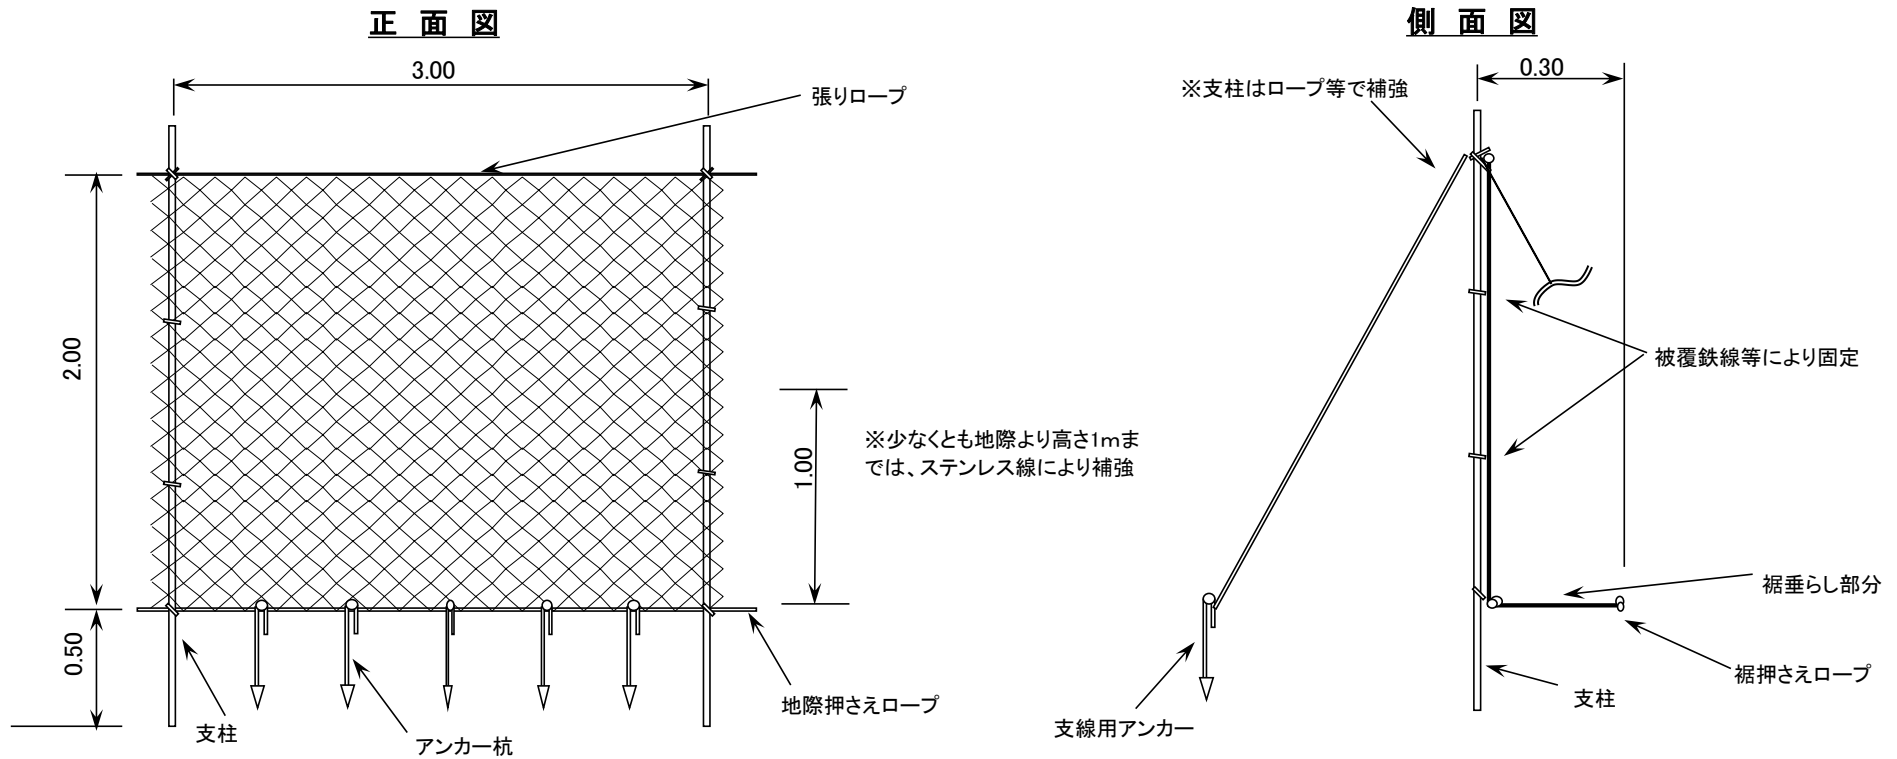 正 面 図
3.00
張りロープ
2.00
1.00
※少なくとも地際より高さ1mま
では、ステンレス線により補強
0.50
支柱
アンカー杭
地際押さえロープ
側 面 図
0.30
※支柱はロープ等で補強
被覆鉄線等により固定
裾垂らし部分
裾押さえロープ
支柱
支線用アンカー